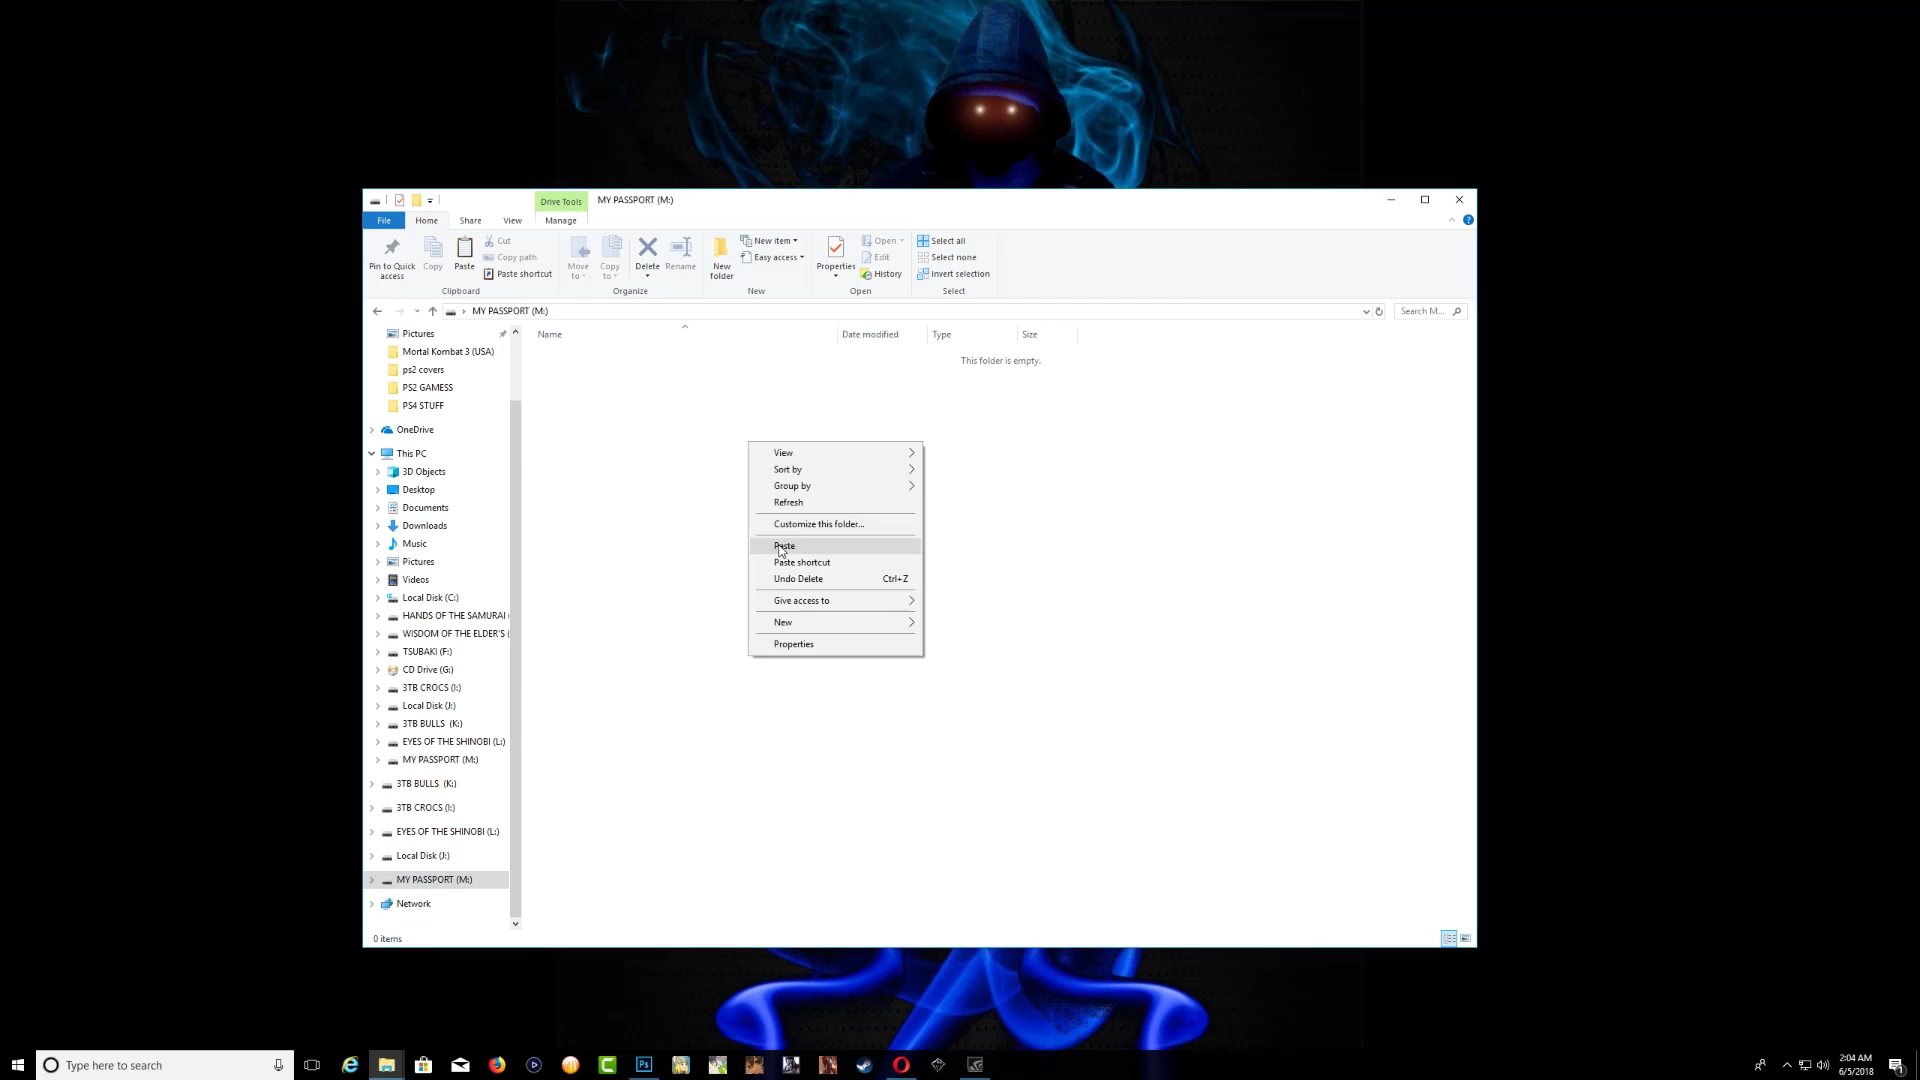 Drive Tools
MY PASSPORT (M:)
File
Home
Share
View
Manage
Pin to Quick access
Copy
Paste
Cut
Copy path
Paste shortcut
Clipboard
Move to
Copy to
Delete
Rename
Organize
New folder
New item
Easy access
New
Properties
Open
Edit
History
Open
Select all
Select none
Invert selection
Select
MY PASSPORT (M:)
Search M...
Name
Date modified
Type
Size
This folder is empty.
Pictures
Mortal Kombat 3 (USA)
ps2 covers
PS2 GAMESS
PS4 STUFF
OneDrive
This PC
3D Objects
Desktop
Documents
Downloads
Music
Pictures
Videos
Local Disk (C:)
HANDS OF THE SAMURAI (
WISDOM OF THE ELDER'S (
TSUBAKI (F:)
CD Drive (G:)
3TB CROCS (I:)
Local Disk (J:)
3TB BULLS (K:)
EYES OF THE SHINOBI (L:)
MY PASSPORT (M:)
3TB BULLS (K:)
3TB CROCS (I:)
EYES OF THE SHINOBI (L:)
Local Disk (J:)
MY PASSPORT (M:)
Network
0 items
View
Sort by
Group by
Refresh
Customize this folder...
Paste
Paste shortcut
Undo Delete Ctrl+Z
Give access to
New
Properties
Type here to search
Ps
2:04 AM
6/5/2018